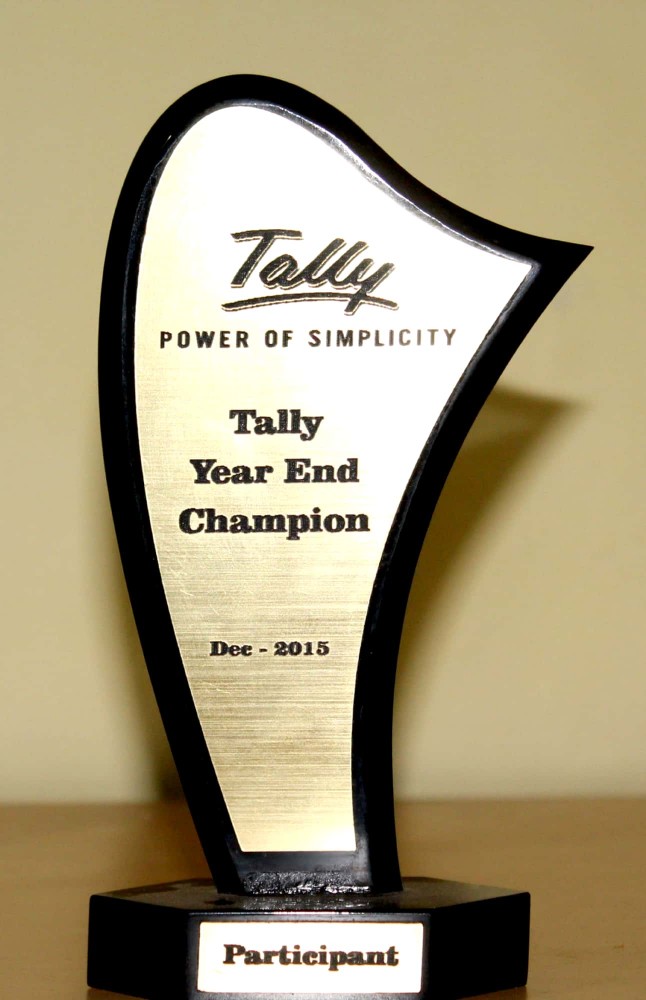 Tally
POWER OF SIMPLICITY
Tally
Year End
Champion
Dec - 2015
Participant